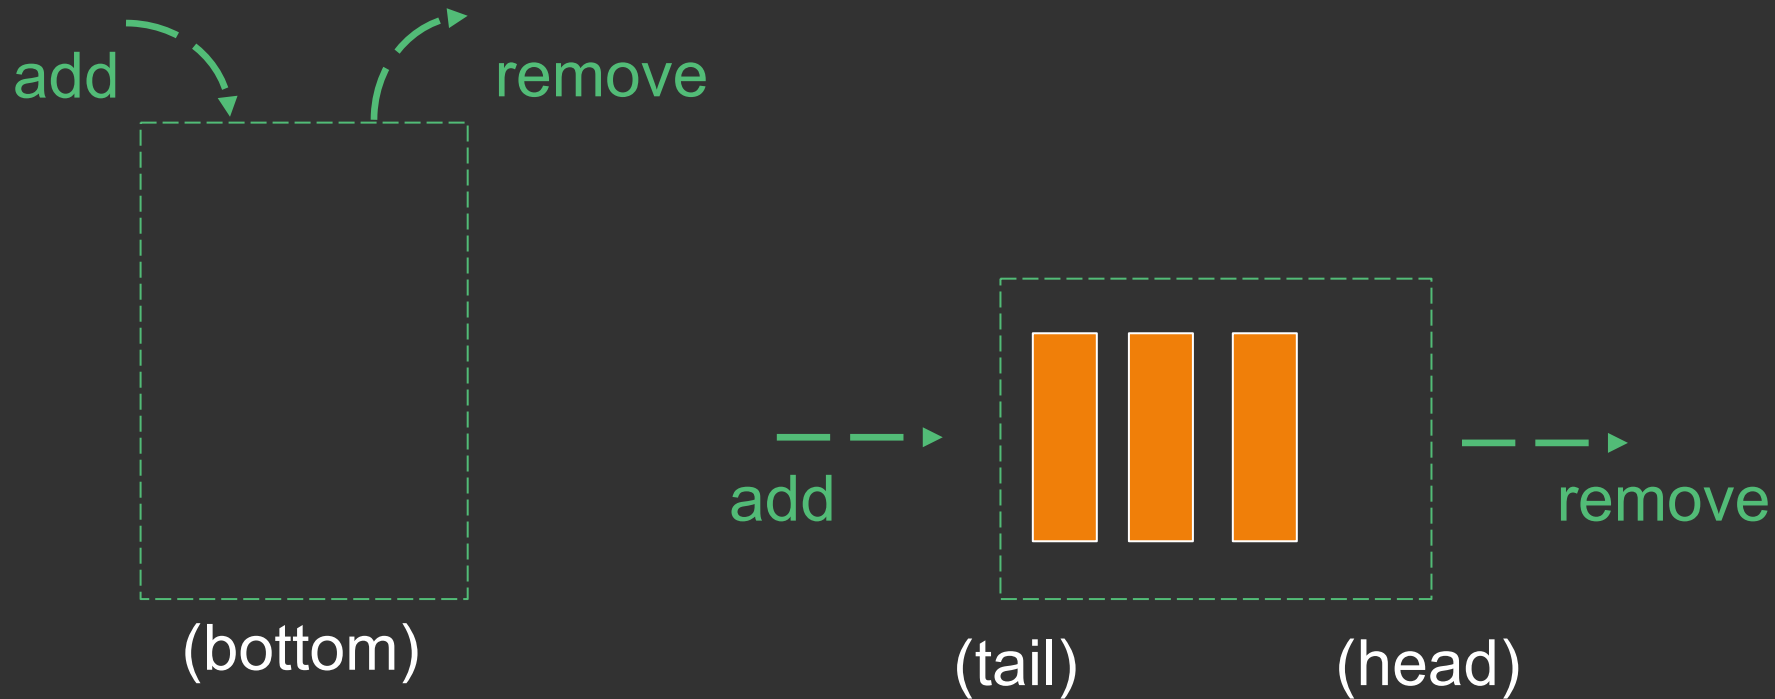 add
remove
(bottom)
add
remove
(tail)
(head)